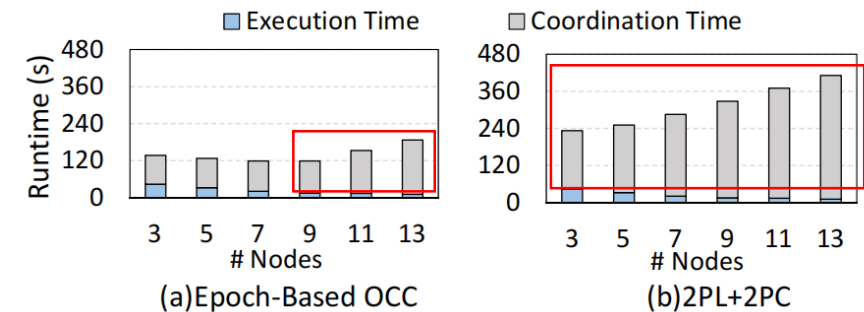 Execution Time
Coordination Time
Runtime (s)
480
360
240
120
0
3 5 7 9 11 13
# Nodes
(a)Epoch-Based OCC
480
360
240
120
0
3 5 7 9 11 13
# Nodes
(b)2PL+2PC